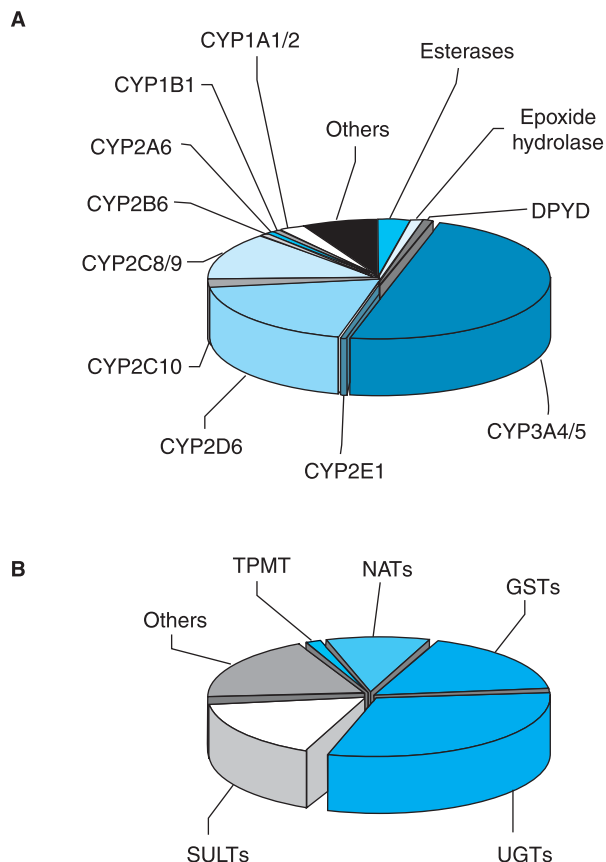 A
CYP1A1/2
Esterases
CYP1B1
Others
Epoxide
hydrolase
CYP2A6
CYP2B6
DPYD
CYP2C8/9
CYP2C10
CYP2D6
CYP2E1
CYP3A4/5
B
TPMT
NATs
GSTs
Others
SULTs
UGTs